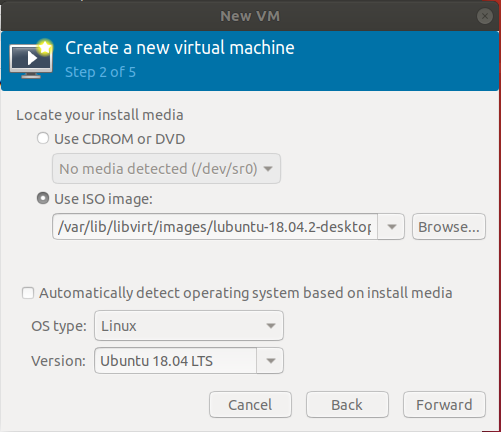 New VM
Create a new virtual machine
Step 2 of 5
Locate your install media
Use CDROM or DVD
No media detected (/dev/sr0)
Use ISO image:
/var/lib/libvirt/images/lubuntu-18.04.2-desktop Browse...
Automatically detect operating system based on install media
OS type: Linux
Version: Ubuntu 18.04 LTS
Cancel Back Forward